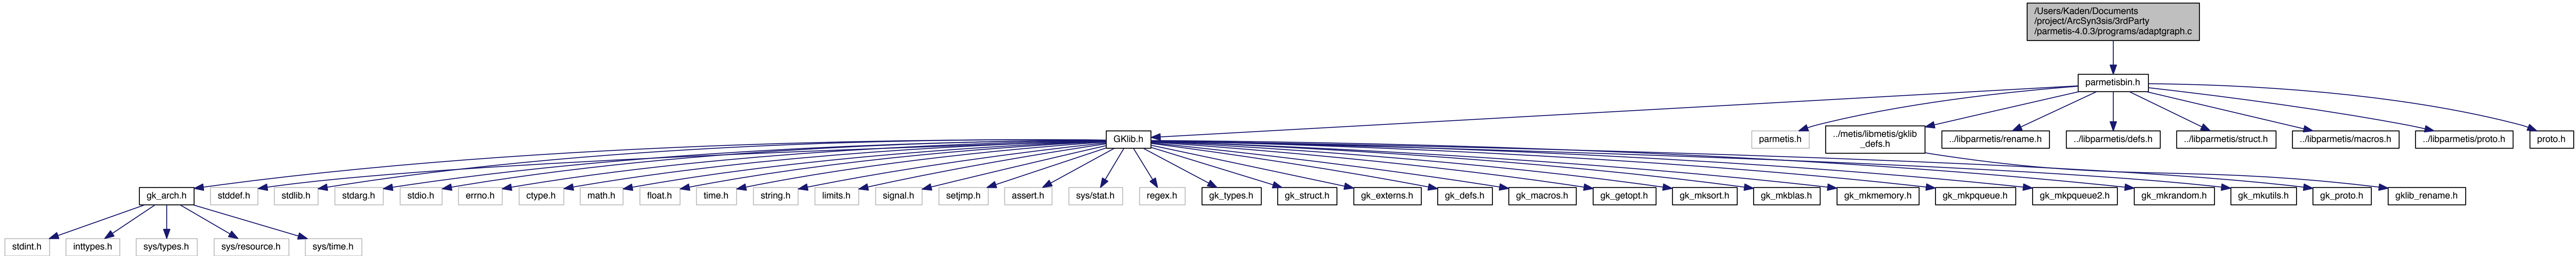 /Users/Kaden/Documents
/project/ArcSyn3sis/3rdParty
/parmetis-4.0.3/programs/adaptgraph.c
parmetisbin.h
GKlib.h
parmetis.h
../metis/libmetis/gklib
_defs.h
../libparmetis/rename.h
../libparmetis/defs.h
../libparmetis/struct.h
../libparmetis/macros.h
../libparmetis/proto.h
proto.h
gk_arch.h
stddef.h
stdlib.h
stdarg.h
stdio.h
errno.h
ctype.h
math.h
float.h
time.h
string.h
limits.h
signal.h
setjmp.h
assert.h
sys/stat.h
regex.h
gk_types.h
gk_struct.h
gk_externs.h
gk_defs.h
gk_macros.h
gk_getopt.h
gk_mksort.h
gk_mkblas.h
gk_mkmemory.h
gk_mkpqueue.h
gk_mkpqueue2.h
gk_mkrandom.h
gk_mkutils.h
gk_proto.h
gklib_rename.h
stdint.h
inttypes.h
sys/types.h
sys/resource.h
sys/time.h